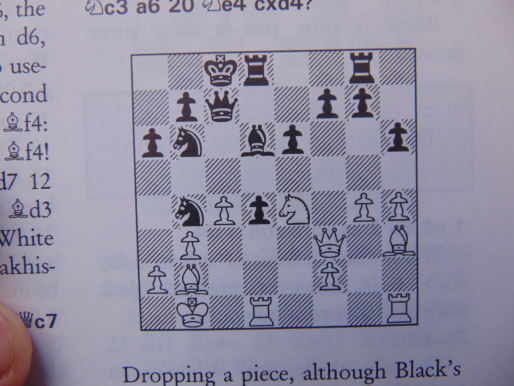 ♘c3 a6 20 ♘e4 cxd4?
6, the
n d6,
use-
cond
♗f4:
♗f4!
d7 12
♗d3
White
akhis-
♛c7
Dropping a piece, although Black's